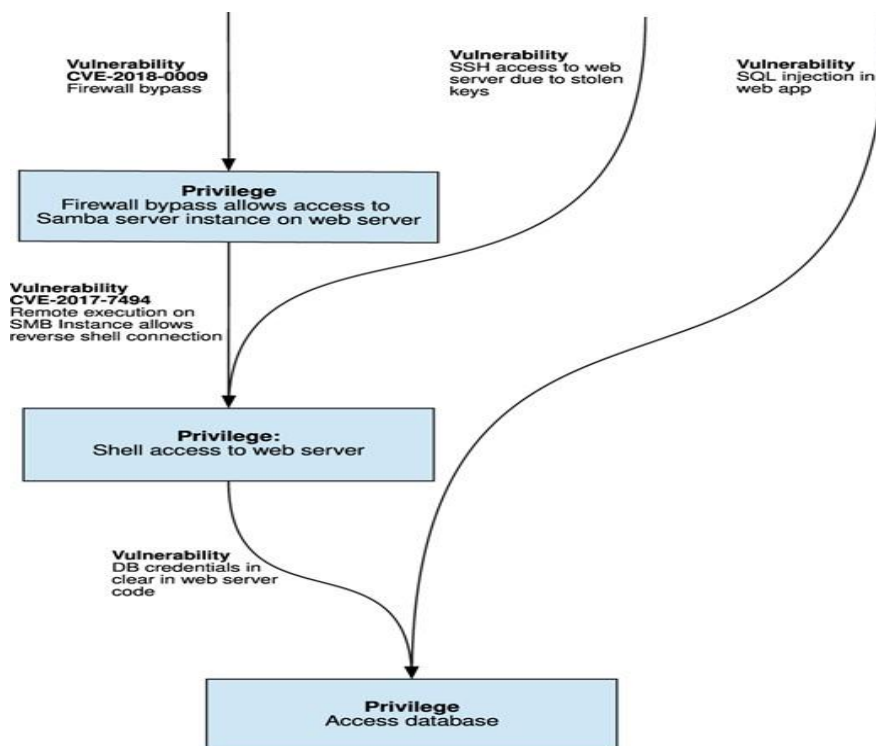 Vulnerability
CVE-2018-0009
Firewall bypass
Vulnerability
SSH access to web
server due to stolen
keys
Vulnerability
SQL injection in
web app
Privilege
Firewall bypass allows access to
Samba server instance on web server
Vulnerability
CVE-2017-7494
Remote execution on
SMB Instance allows
reverse shell connection
Privilege:
Shell access to web server
Vulnerability
DB credentials in
clear in web server
code
Privilege
Access database